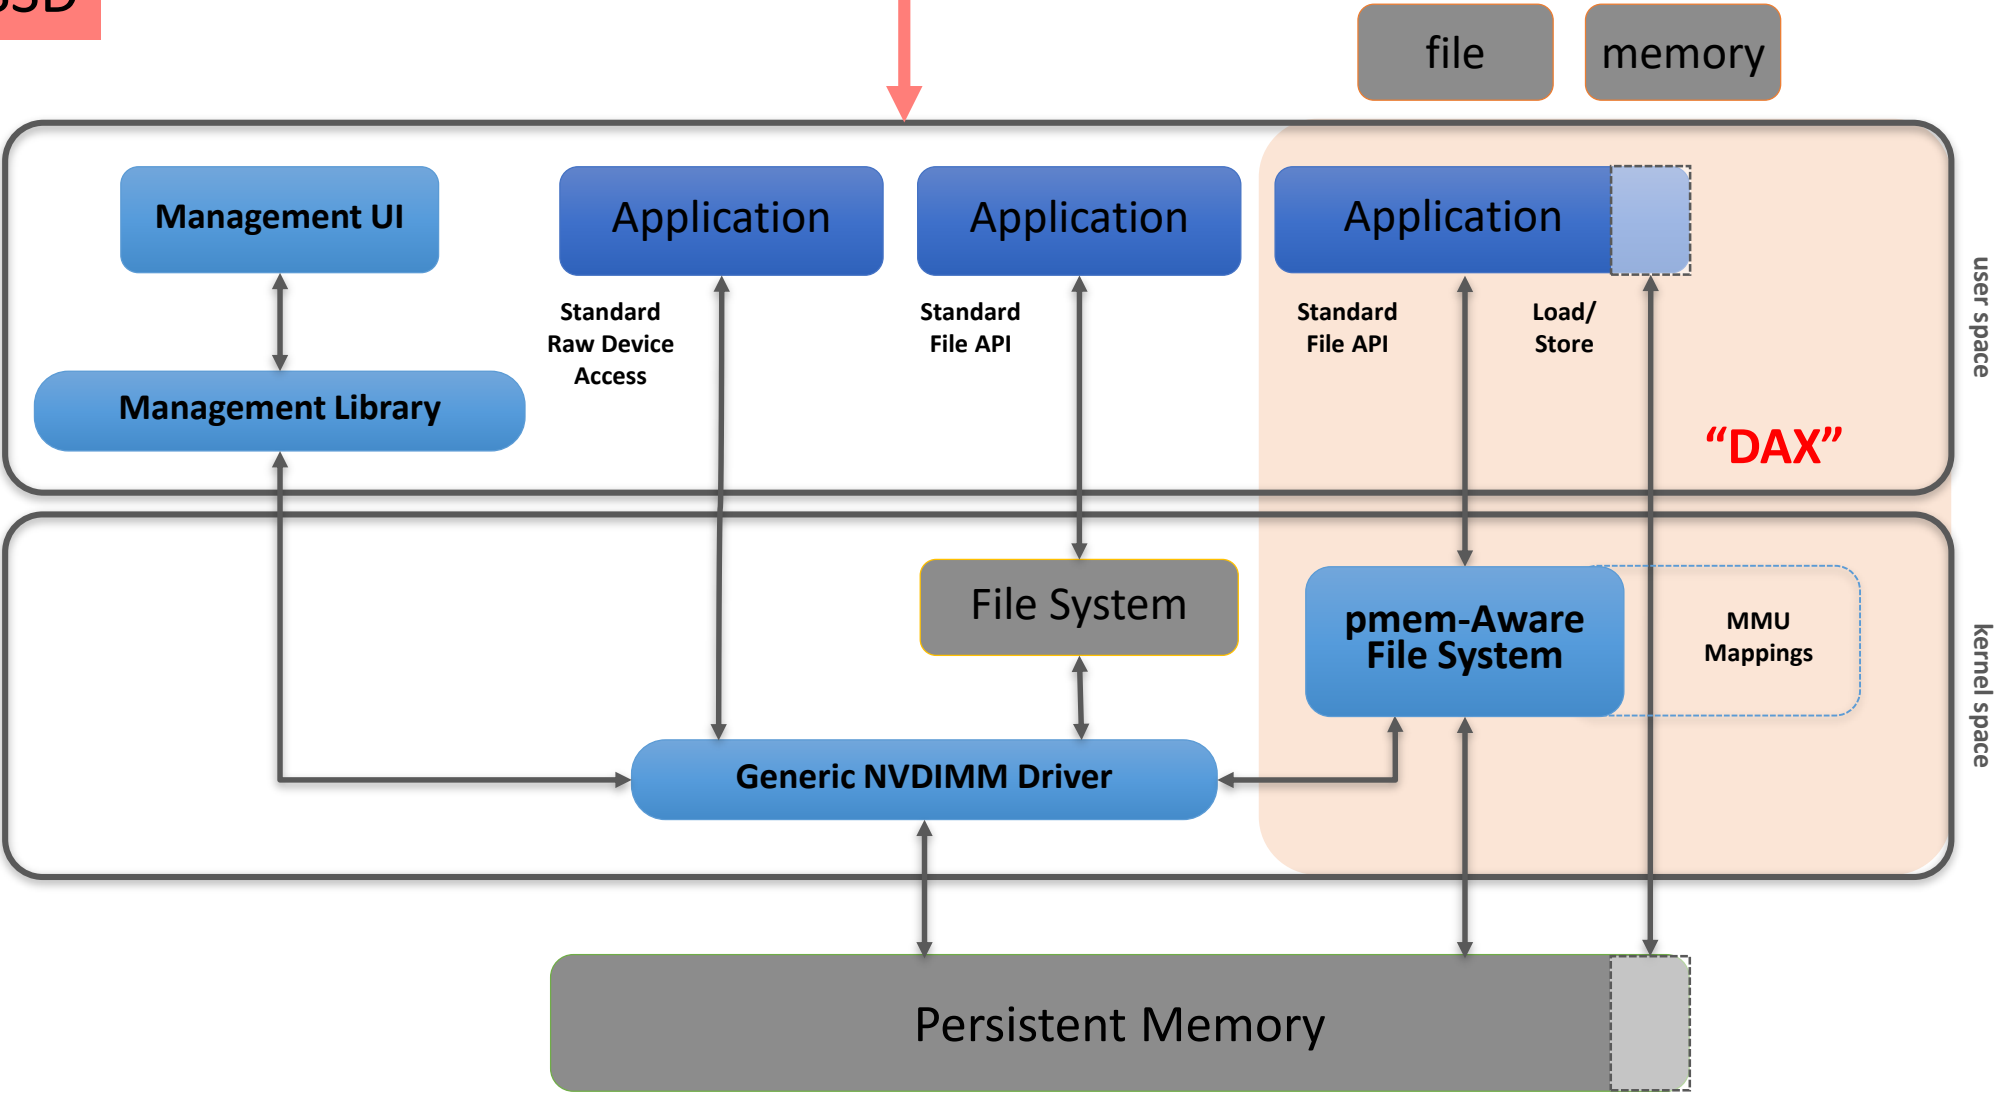 file
memory
Management UI
Application
Application
Application
Standard
Raw Device
Access
Standard
File API
Standard
File API
Load/
Store
user space
Management Library
“DAX”
File System
pmem-Aware
File System
MMU
Mappings
kernel space
Generic NVDIMM Driver
Persistent Memory